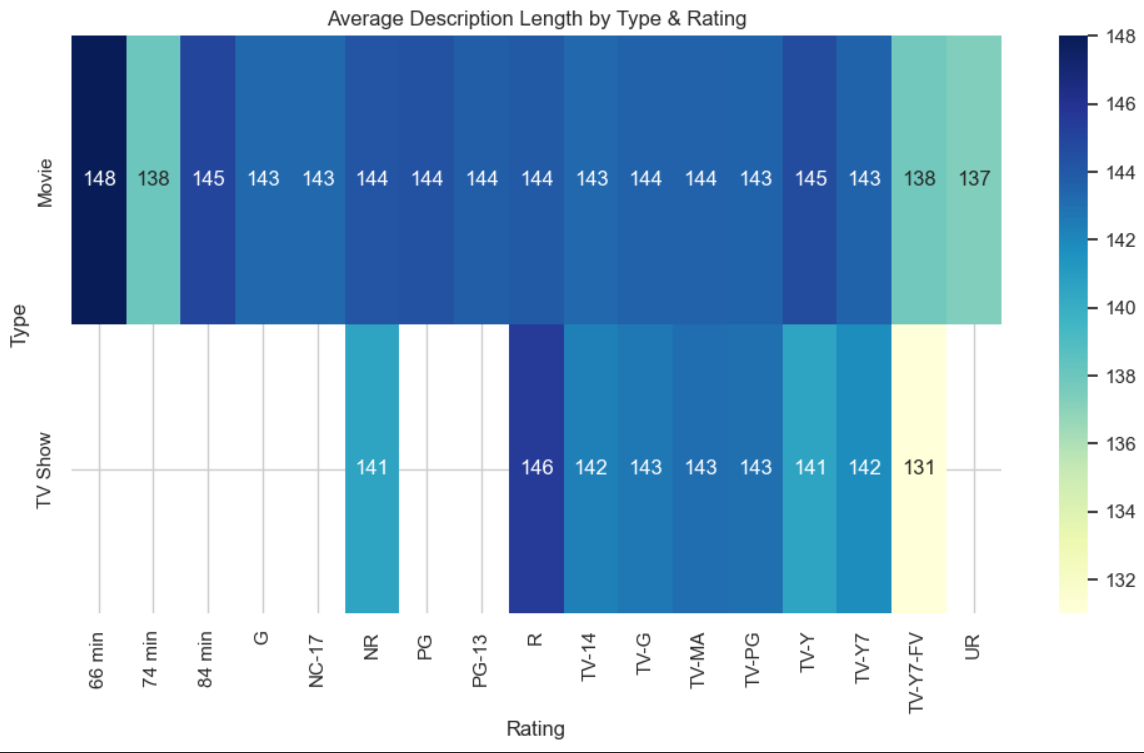 Average Description Length by Type & Rating
148 138 145 143 143 144 144 144 144 143 144 144 143 145 143 138 137
141 146 142 143 143 143 141 142 131
Movie
TV Show
Type
66 min
74 min
84 min
G
NC-17
NR
PG
PG-13
R
TV-14
TV-G
TV-MA
TV-PG
TV-Y
TV-Y7
TV-Y7-FV
UR
Rating
148
146
144
142
140
138
136
134
132